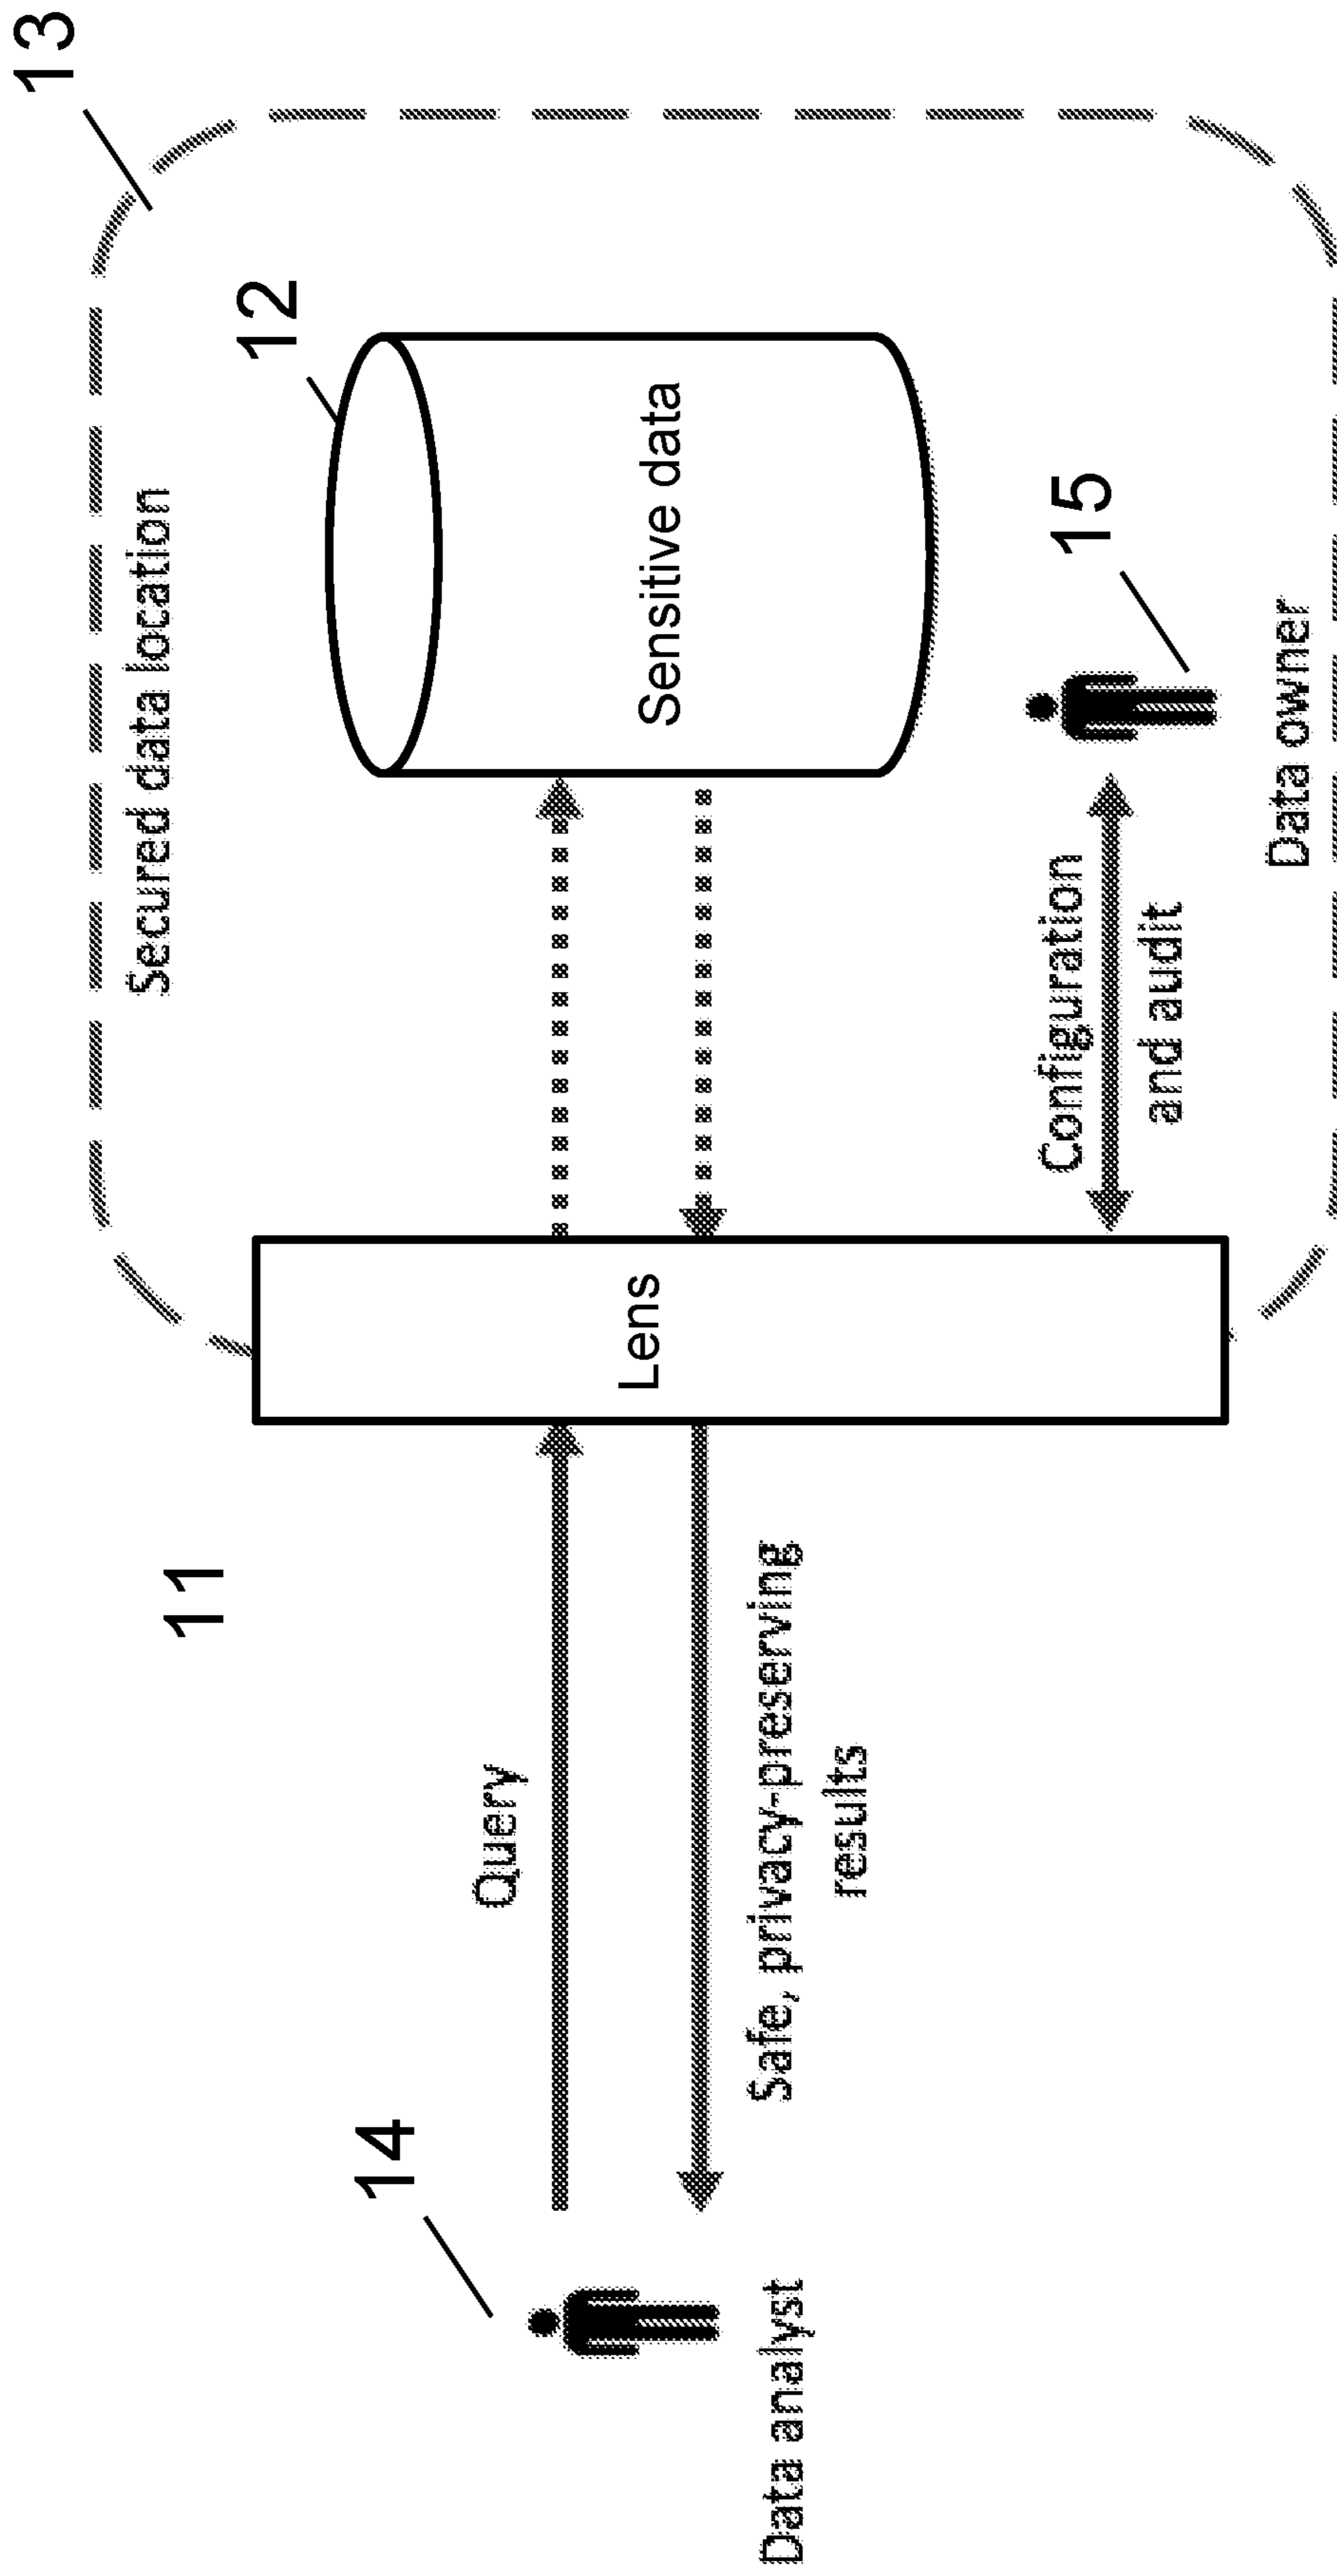 13
Secured data location
12
Sensitive data
11
Lens
14
Query
Safe, privacy-preserving
results
Data analyst
Configuration
and audit
15
Data owner